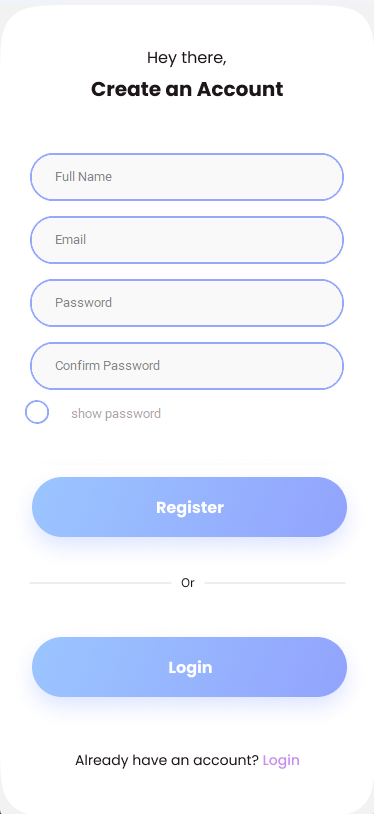 Hey there,
Create an Account
Full Name
Email
Password
Confirm Password
show password
Register
Or
Login
Already have an account? Login